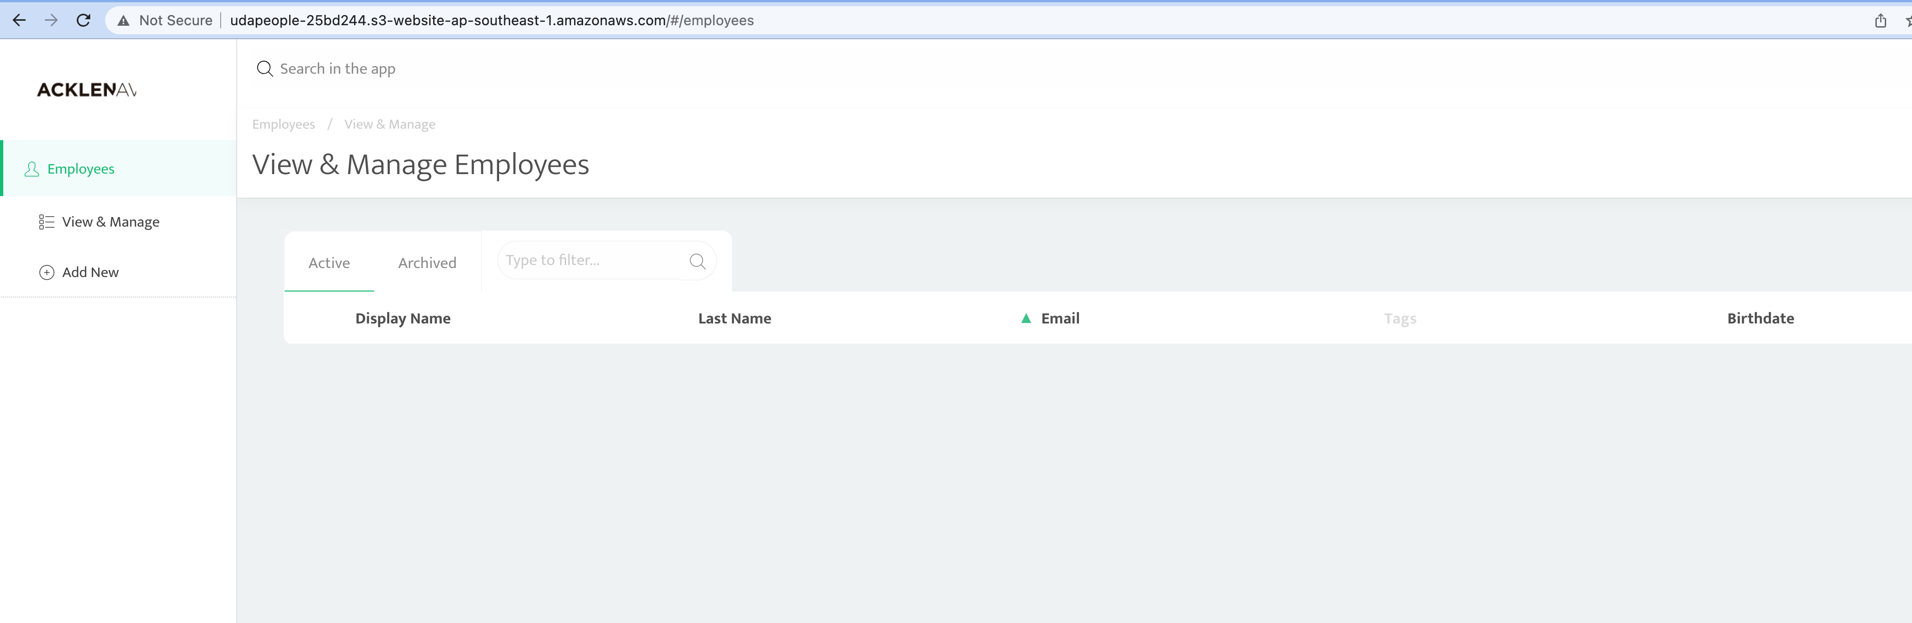 Not Secure udapeople-25bd244.s3-website-ap-southeast-1.amazonaws.com/#/employees
ACKLENAV
Search in the app
Employees / View & Manage
View & Manage Employees
Employees
View & Manage
Add New
Active Archived Type to filter...
Display Name Last Name Email Tags Birthdate